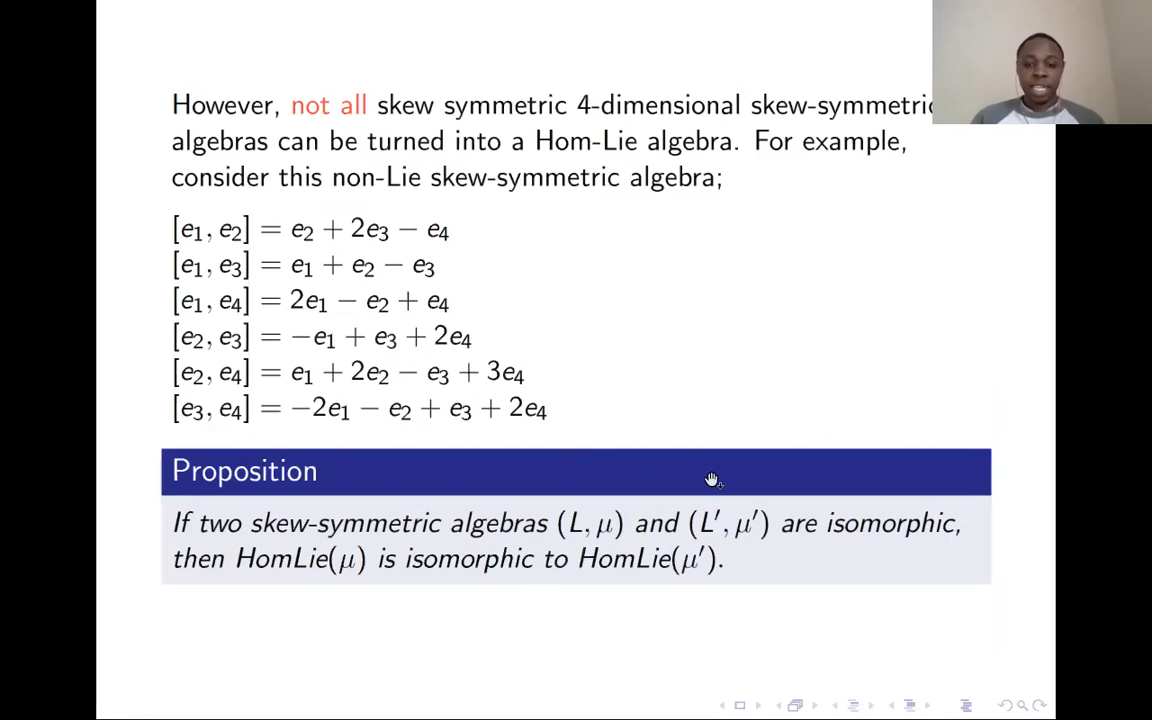 However, not all skew symmetric 4-dimensional skew-symmetric
algebras can be turned into a Hom-Lie algebra. For example,
consider this non-Lie skew-symmetric algebra;
[e₁, e₂] = e₂ + 2e₃ − e₄
[e₁, e₃] = e₁ + e₂ − e₃
[e₁, e₄] = 2e₁ − e₂ + e₄
[e₂, e₃] = −e₁ + e₃ + 2e₄
[e₂, e₄] = e₁ + 2e₂ − e₃ + 3e₄
[e₃, e₄] = −2e₁ − e₂ + e₃ + 2e₄
Proposition
If two skew-symmetric algebras (L, μ) and (L′, μ′) are isomorphic,
then HomLie(μ) is isomorphic to HomLie(μ′).